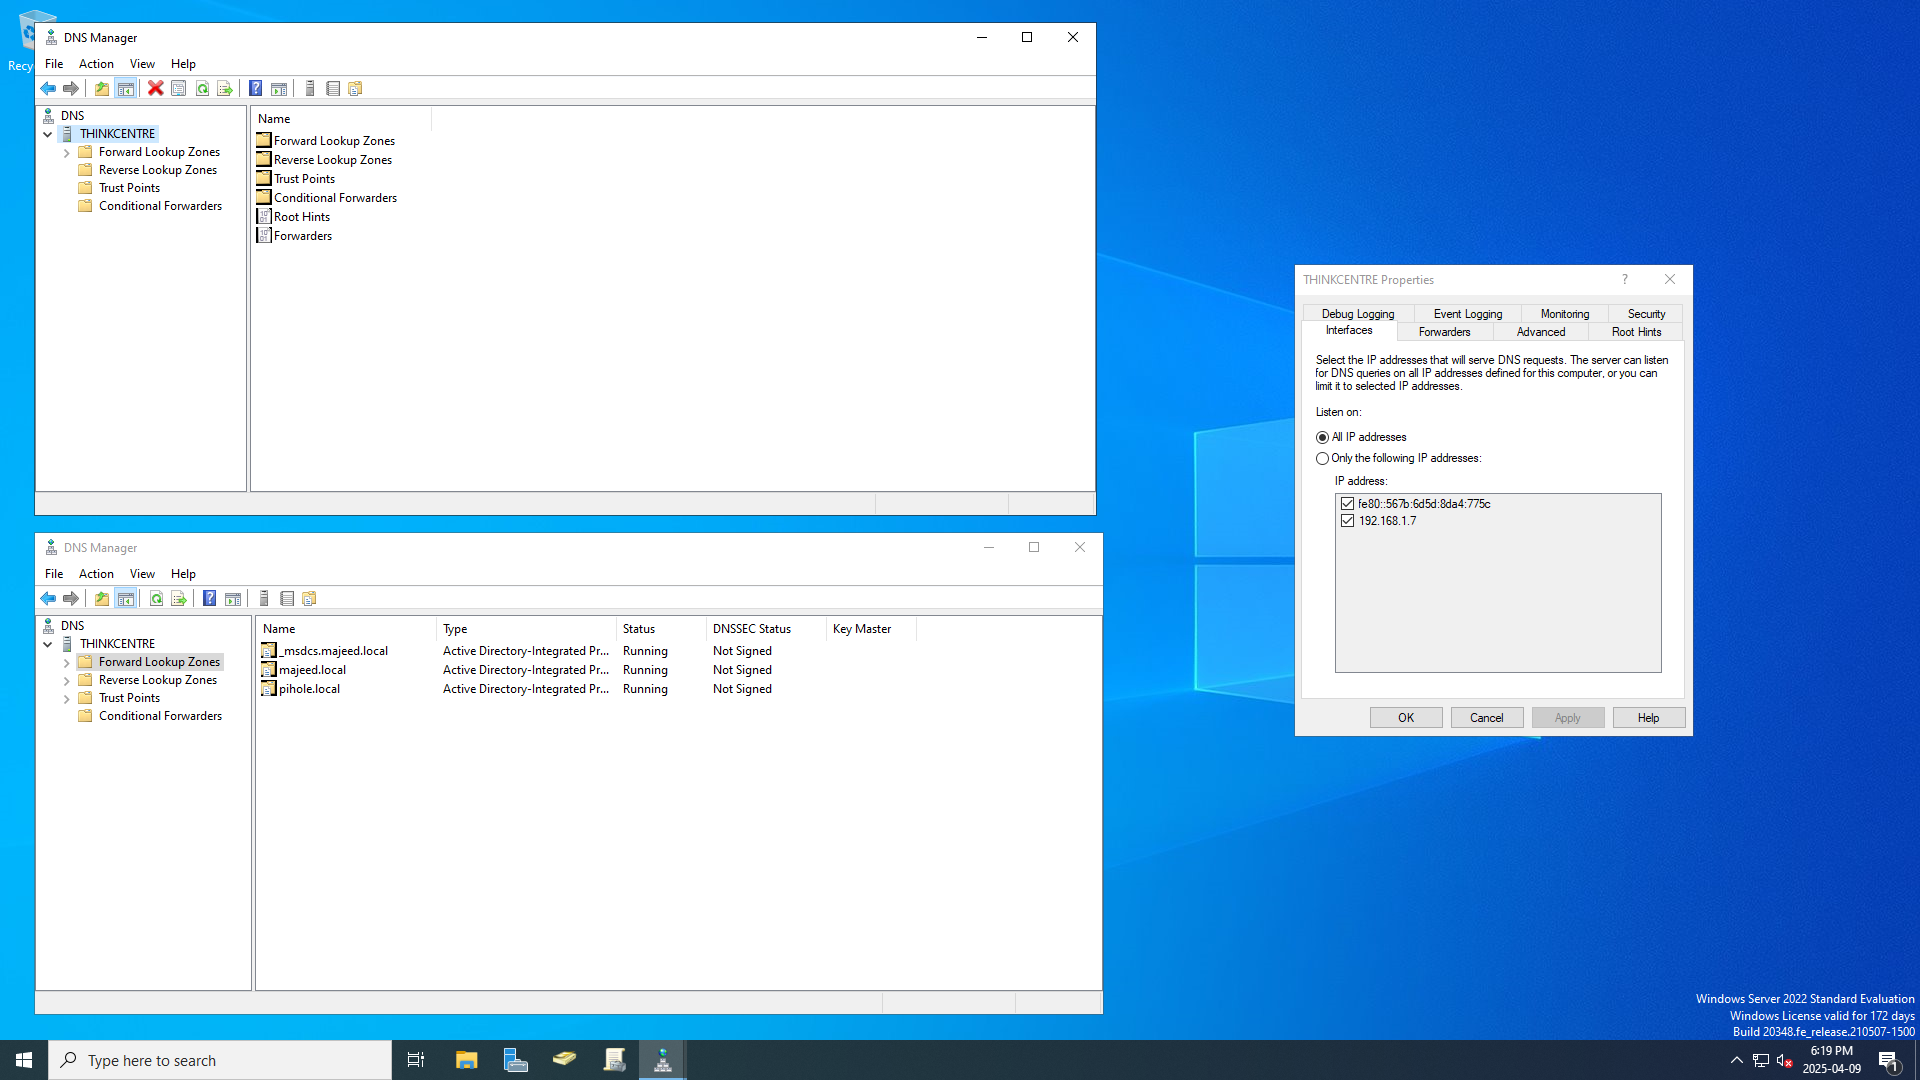 Recy
DNS Manager
File Action View Help
DNS
THINKCENTRE
Forward Lookup Zones
Reverse Lookup Zones
Trust Points
Conditional Forwarders
Name
Forward Lookup Zones
Reverse Lookup Zones
Trust Points
Conditional Forwarders
Root Hints
Forwarders
DNS Manager
File Action View Help
DNS
THINKCENTRE
Forward Lookup Zones
Reverse Lookup Zones
Trust Points
Conditional Forwarders
Name Type Status DNSSEC Status Key Master
_msdcs.majeed.local Active Directory-Integrated Pr... Running Not Signed
majeed.local Active Directory-Integrated Pr... Running Not Signed
pihole.local Active Directory-Integrated Pr... Running Not Signed
THINKCENTRE Properties
Debug Logging Event Logging Monitoring Security
Interfaces Forwarders Advanced Root Hints
Select the IP addresses that will serve DNS requests. The server can listen
for DNS queries on all IP addresses defined for this computer, or you can
limit it to selected IP addresses.
Listen on:
All IP addresses
Only the following IP addresses:
IP address:
fe80::567b:6d5d:8da4:775c
192.168.1.7
OK Cancel Apply Help
Windows Server 2022 Standard Evaluation
Windows License valid for 172 days
Build 20348.fe_release.210507-1500
Type here to search
6:19 PM
2025-04-09
1